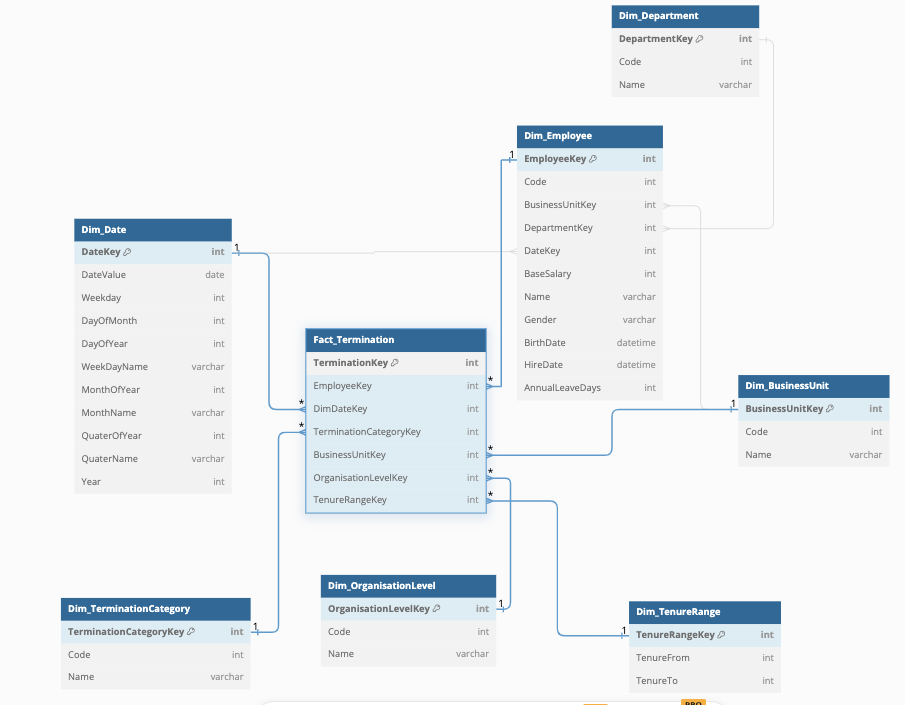 Dim_Department
DepartmentKey int
Code int
Name varchar
Dim_Employee
EmployeeKey int
Code int
BusinessUnitKey int
DepartmentKey int
DateKey int
BaseSalary int
Name varchar
Gender varchar
BirthDate datetime
HireDate datetime
AnnualLeaveDays int
1
Dim_Date
DateKey int
DateValue date
Weekday int
DayOfMonth int
DayOfYear int
WeekDayName varchar
MonthOfYear int
MonthName varchar
QuaterOfYear int
QuaterName varchar
Year int
1
Fact_Termination
TerminationKey int
EmployeeKey int
DimDateKey int
TerminationCategoryKey int
BusinessUnitKey int
OrganisationLevelKey int
TenureRangeKey int
*
*
*
*
*
*
Dim_BusinessUnit
BusinessUnitKey int
Code int
Name varchar
1
Dim_TerminationCategory
TerminationCategoryKey int
Code int
Name varchar
1
Dim_OrganisationLevel
OrganisationLevelKey int
Code int
Name varchar
1
Dim_TenureRange
TenureRangeKey int
TenureFrom int
TenureTo int
1
PRO